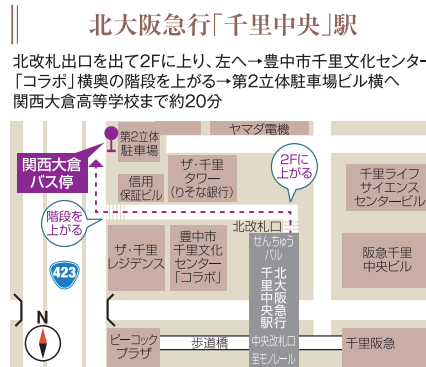 北大阪急行「千里中央」駅
北改札出口を出て2Fに上り、左へ→豊中市千里文化センター
「コラボ」横奥の階段を上がる→第2立体駐車場ビル横へ
関西大倉高等学校まで約20分
ヤマダ電機
第2立体
駐車場
関西大倉
バス停
ザ・千里
タワー
(りそな銀行)
2Fに
上がる
千里ライフ
サイエンス
センタービル
信用
保証ビル
階段を
上がる
北改札口
せんちゅう
パル
ザ・千里
レジデンス
豊中市
千里文化
センター
「コラボ」
阪急千里
中央ビル
北大阪急行
千里中央駅
423
N
ピーコック
プラザ
歩道橋
中央改札口
至モノレール
千里阪急